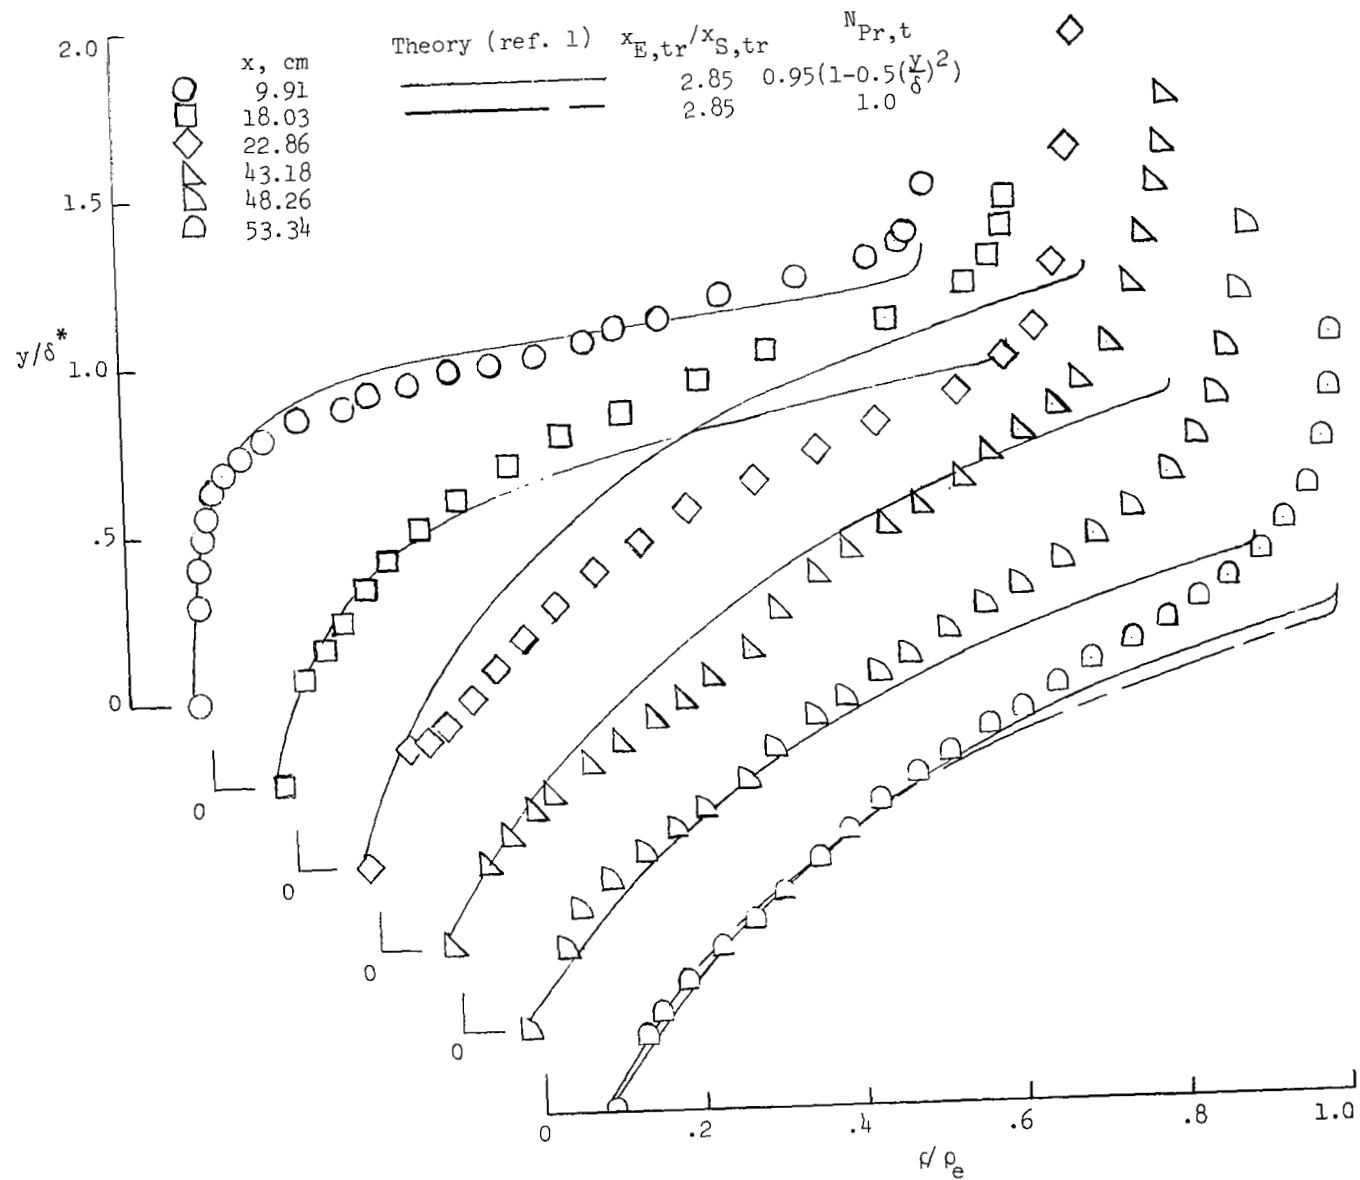 Theory (ref. 1) x_E,tr/x_S,tr N_Pr,t
2.85 0.95(1-0.5(y/δ)²)
2.85 1.0
x, cm
9.91
18.03
22.86
43.18
48.26
53.34
2.0
1.5
y/δ*
1.0
.5
0
0
0
0
0
0 .2 .4 .6 .8 1.0
ρ/ρ_e